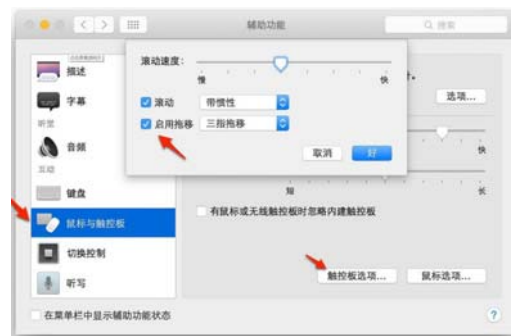 辅助功能
搜索
描述
字幕
听觉
音频
互动
键盘
鼠标与触控板
切换控制
听写
滚动速度：
慢
快
滚动
带惯性
启用拖移
三指拖移
取消
好
选项...
快
短
长
有鼠标或无线触控板时忽略内建触控板
触控板选项...
鼠标选项...
在菜单栏中显示辅助功能状态
?